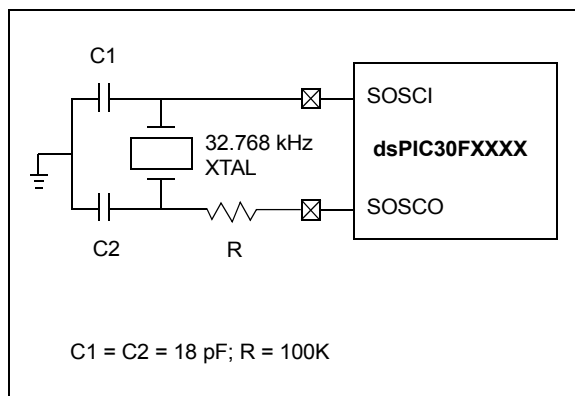 C1
SOSCI
32.768 kHz
XTAL
dsPIC30FXXXX
SOSCO
C2
R
C1 = C2 = 18 pF; R = 100K